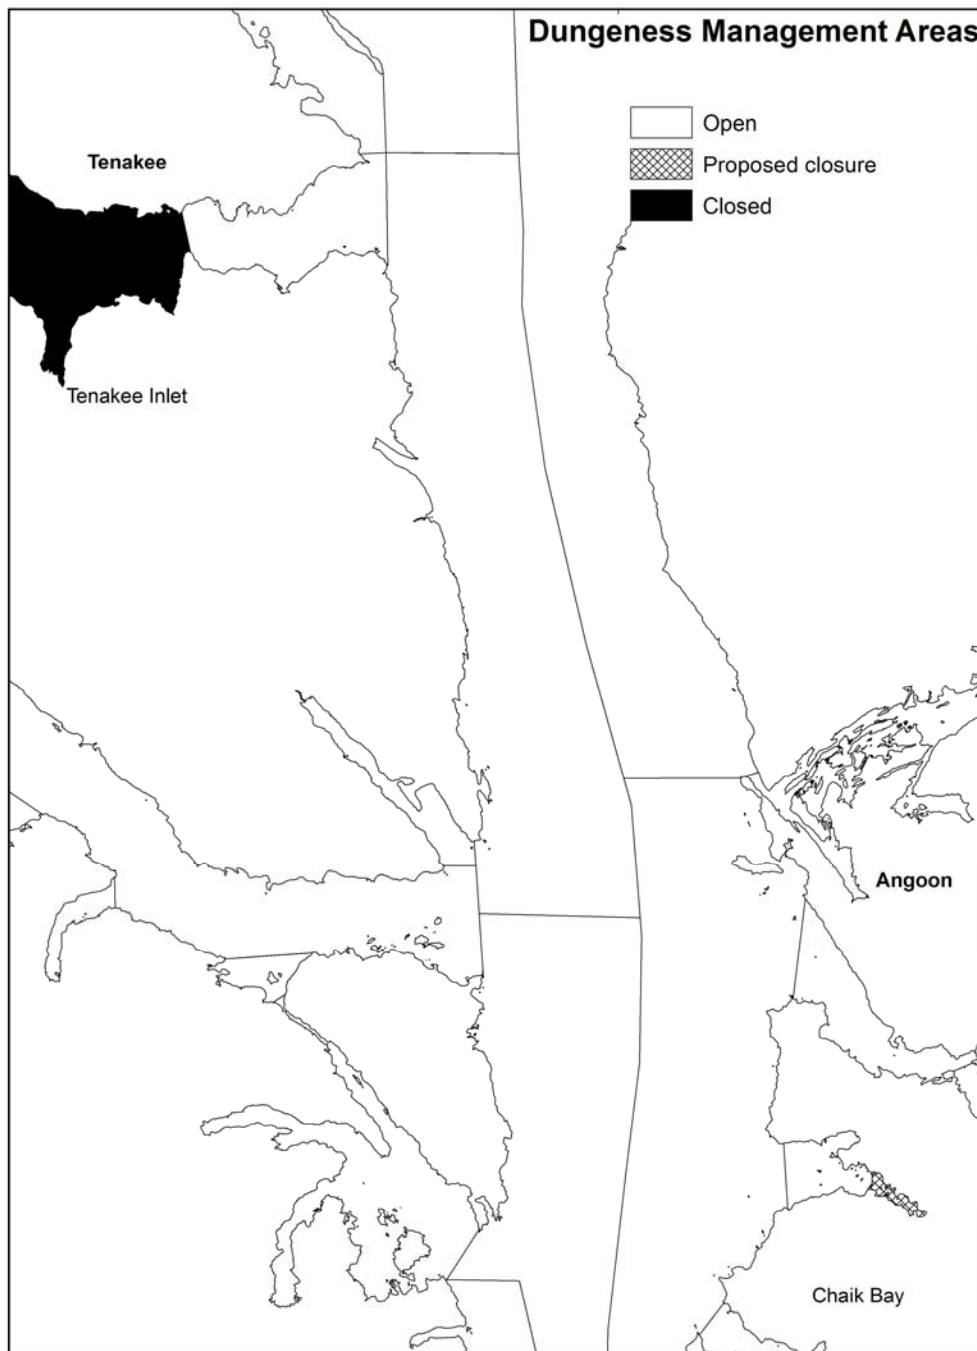 Dungeness Management Areas
Open
Proposed closure
Closed
Tenakee
Tenakee Inlet
Angoon
Chaik Bay